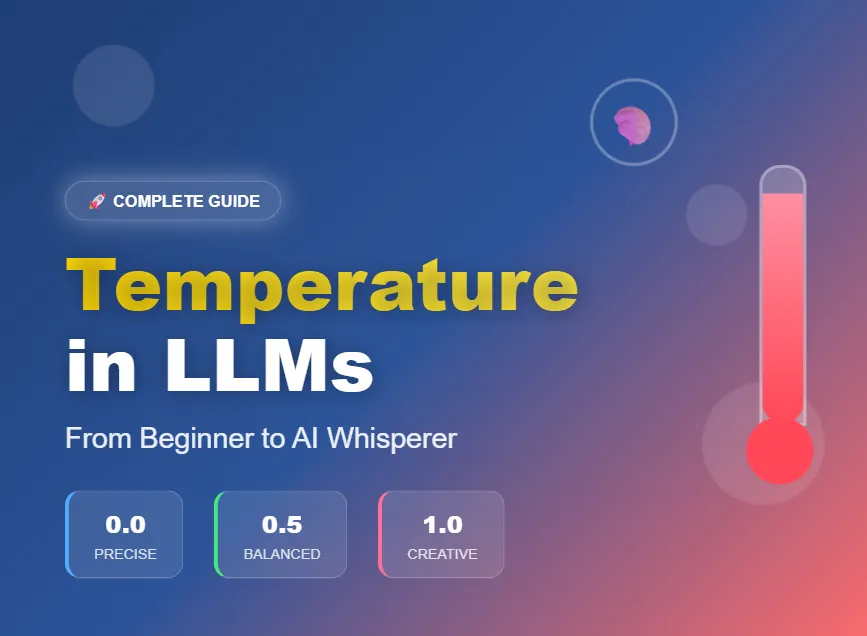 🚀 COMPLETE GUIDE
Temperature
in LLMs
From Beginner to AI Whisperer
0.0 0.5 1.0
PRECISE BALANCED CREATIVE